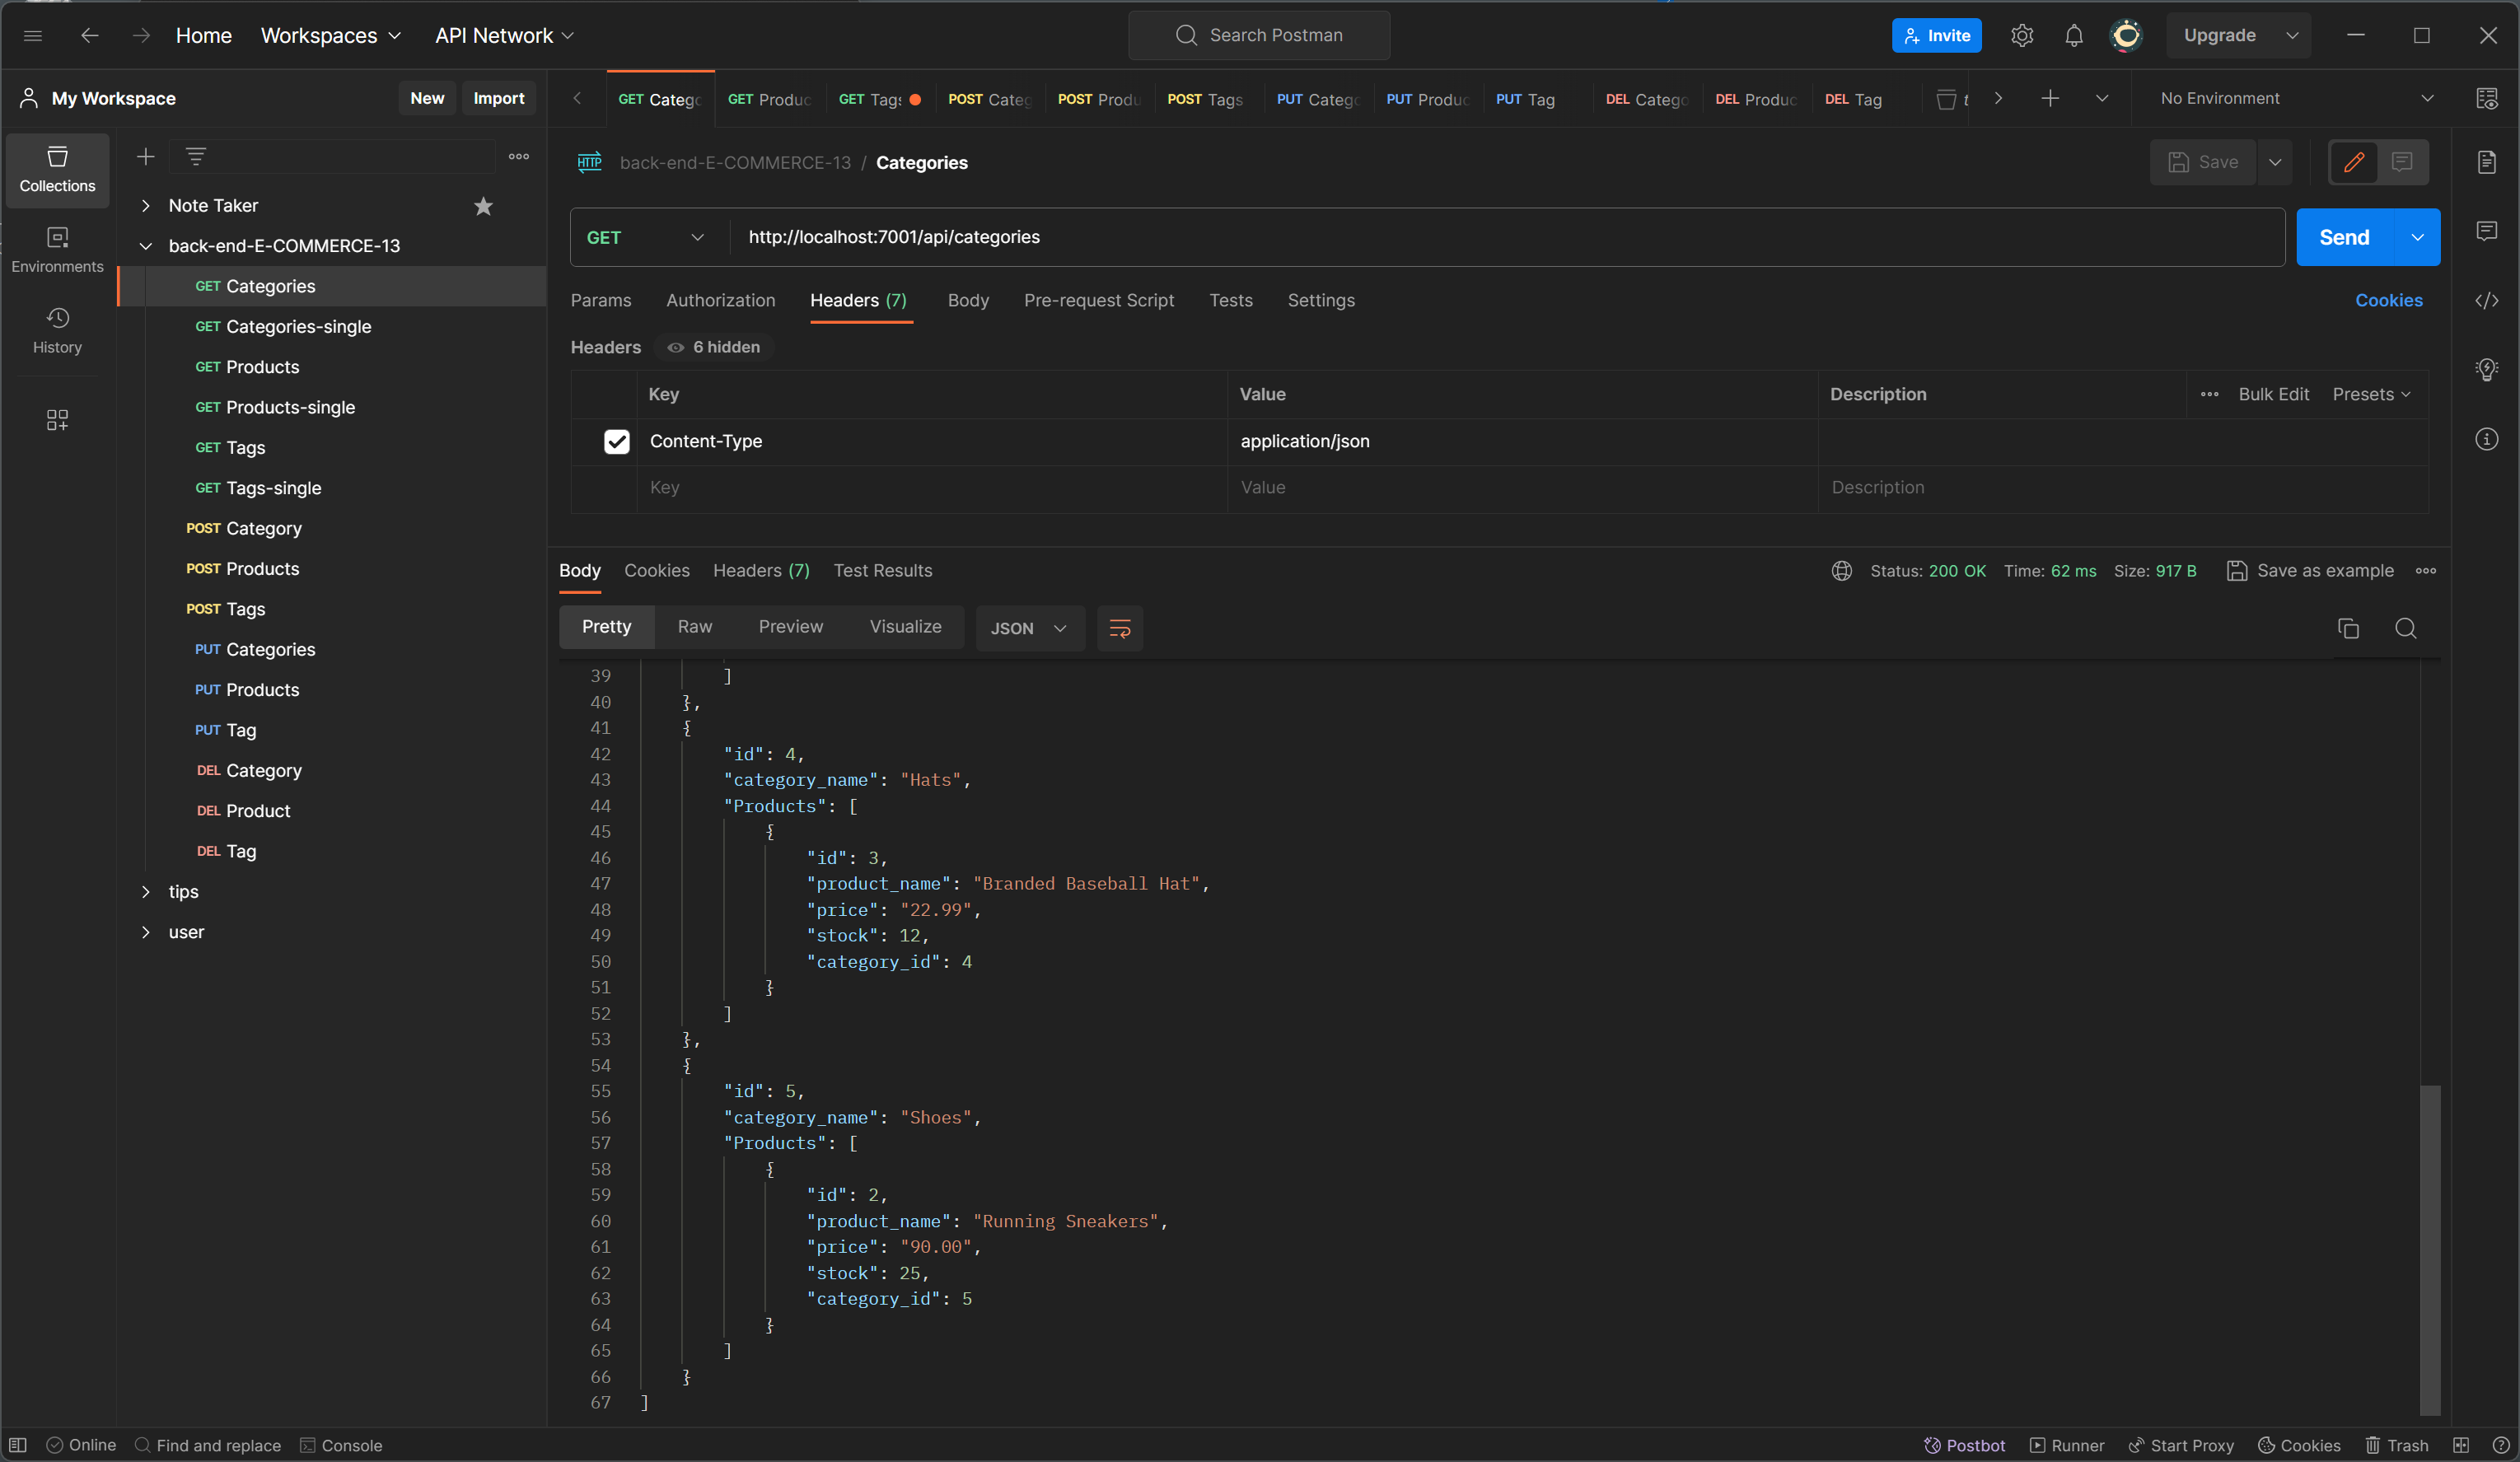 Home Workspaces API Network Search Postman Invite Upgrade
My Workspace New Import
GET Catego GET Produc GET Tags POST Categ POST Produ POST Tags PUT Catego PUT Produc PUT Tag DEL Catego DEL Produc DEL Tag No Environment
Collections
Environments
History
Note Taker
back-end-E-COMMERCE-13
GET Categories
GET Categories-single
GET Products
GET Products-single
GET Tags
GET Tags-single
POST Category
POST Products
POST Tags
PUT Categories
PUT Products
PUT Tag
DEL Category
DEL Product
DEL Tag
tips
user
HTTP back-end-E-COMMERCE-13 / Categories Save
GET http://localhost:7001/api/categories Send
Params Authorization Headers (7) Body Pre-request Script Tests Settings Cookies
Headers 6 hidden
Key Value Description Bulk Edit Presets
Content-Type application/json
Key Value Description
Body Cookies Headers (7) Test Results Status: 200 OK Time: 62 ms Size: 917 B Save as example
Pretty Raw Preview Visualize JSON
39 ]
40 },
41 {
42 "id": 4,
43 "category_name": "Hats",
44 "Products": [
45 {
46 "id": 3,
47 "product_name": "Branded Baseball Hat",
48 "price": "22.99",
49 "stock": 12,
50 "category_id": 4
51 }
52 ]
53 },
54 {
55 "id": 5,
56 "category_name": "Shoes",
57 "Products": [
58 {
59 "id": 2,
60 "product_name": "Running Sneakers",
61 "price": "90.00",
62 "stock": 25,
63 "category_id": 5
64 }
65 ]
66 }
67 ]
Online Find and replace Console Postbot Runner Start Proxy Cookies Trash